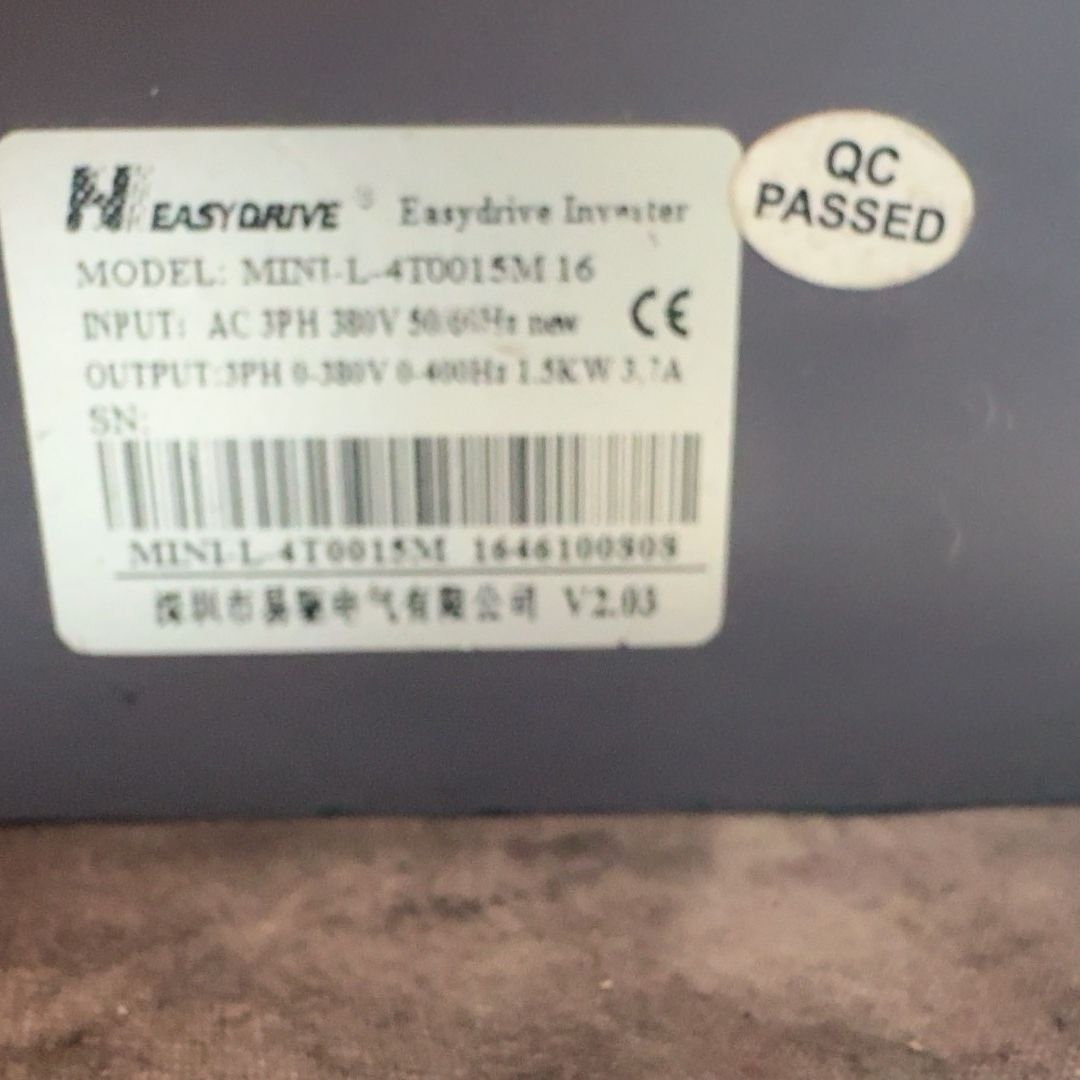 EASYDRIVE ® Easydrive Inverter
MODEL: MINI-L-4T0015M 16
INPUT: AC 3PH 380V 50/60Hz new
CE
OUTPUT:3PH 0-380V 0-400Hz 1.5KW 3.7A
SN:
MINI-L-4T0015M 1646100808
深圳市易驱电气有限公司 V2.03
QC
PASSED